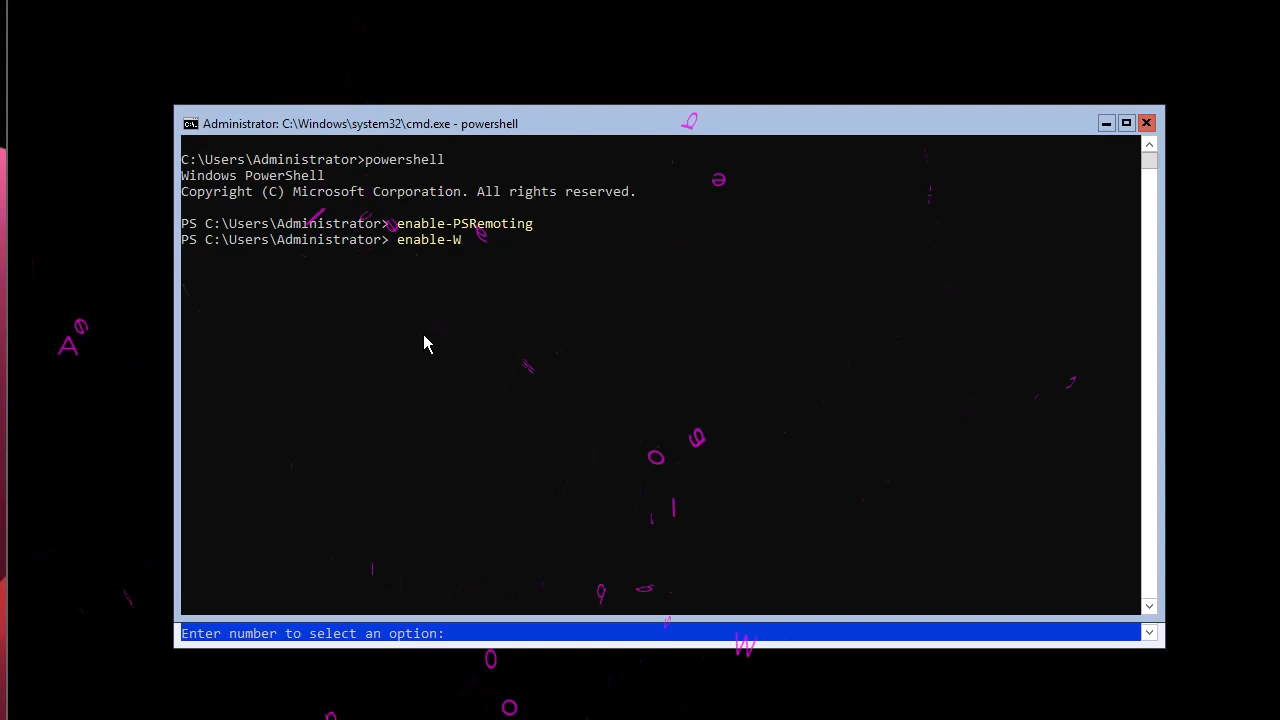 Administrator: C:\Windows\system32\cmd.exe - powershell
C:\Users\Administrator>powershell
Windows PowerShell
Copyright (C) Microsoft Corporation. All rights reserved.
PS C:\Users\Administrator> enable-PSRemoting
PS C:\Users\Administrator> enable-W
Enter number to select an option: